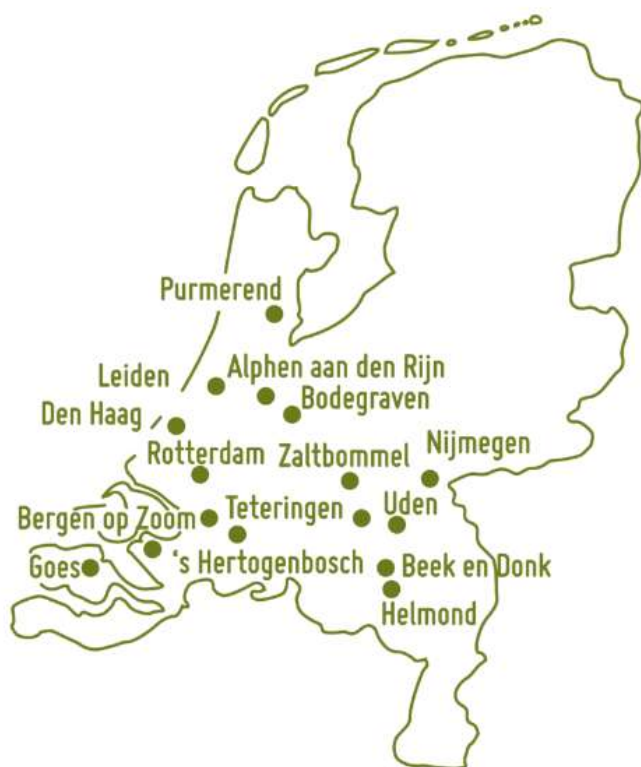 Purmerend
Leiden
Alphen aan den Rijn
Bodegraven
Den Haag
Rotterdam
Zaltbommel
Nijmegen
Bergen op Zoom
Teteringen
Uden
Goes
's Hertogenbosch
Beek en Donk
Helmond